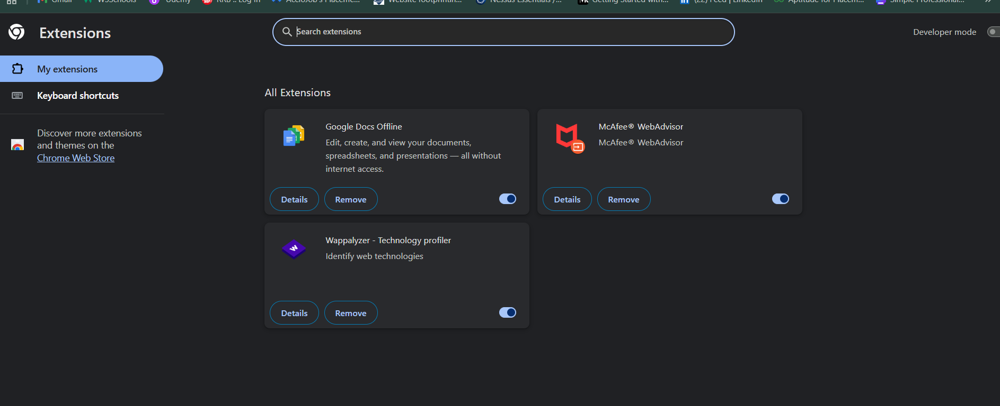 Gmail
W3Schools
Udemy
RRB :: Log In
AccioJob's Placeme...
Website footprintin...
Nessus Essentials /...
Getting Started with...
(22) Feed | LinkedIn
Aptitude for Placem...
Simple Professional...
Extensions
Search extensions
Developer mode
My extensions
Keyboard shortcuts
Discover more extensions
and themes on the
Chrome Web Store
All Extensions
Google Docs Offline
Edit, create, and view your documents,
spreadsheets, and presentations — all without
internet access.
Details
Remove
McAfee® WebAdvisor
McAfee® WebAdvisor
Details
Remove
Wappalyzer - Technology profiler
Identify web technologies
Details
Remove